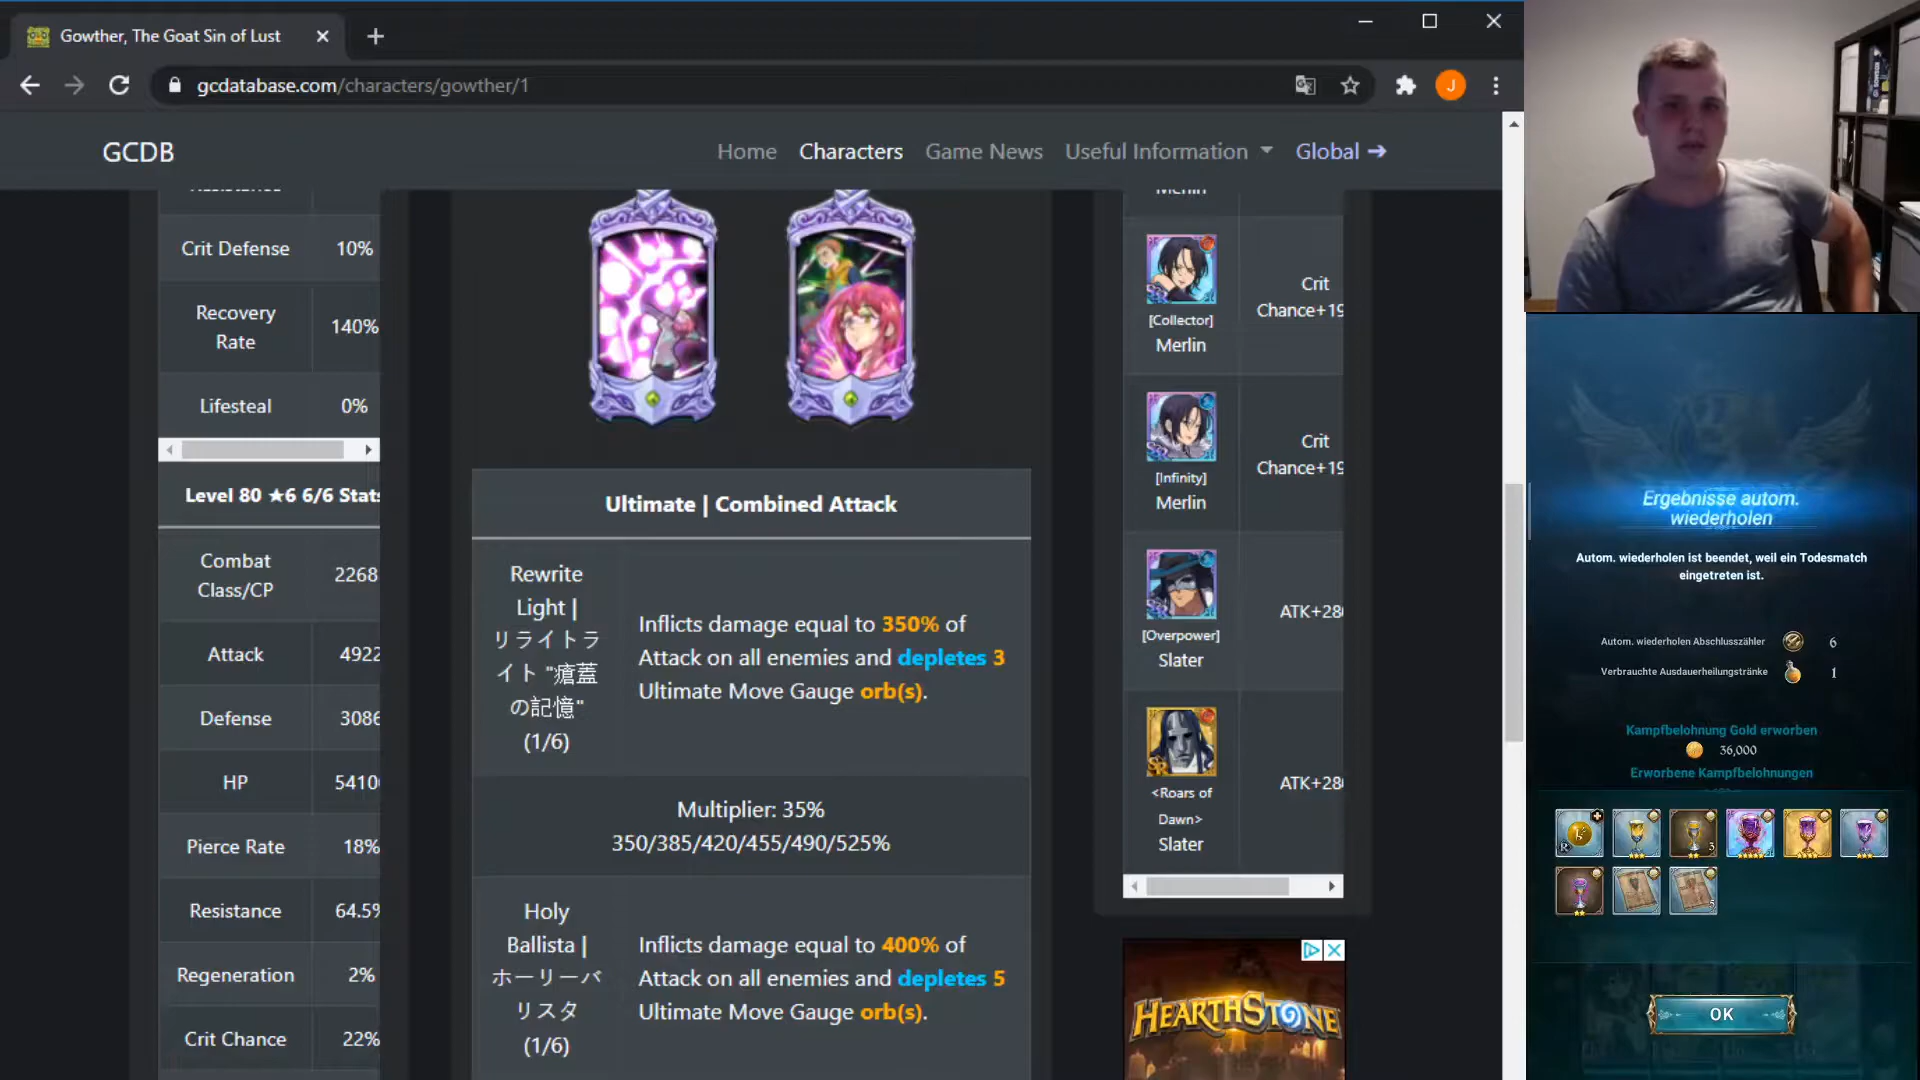 Gowther, The Goat Sin of Lust
gcdatabase.com/characters/gowther/1
J
GCDB
Home
Characters
Game News
Useful Information
Global
Crit Defense 10%
Recovery
Rate
140%
Lifesteal 0%
Level 80 ★6 6/6 Stats
Combat
Class/CP
2268
Attack 4922
Defense 3086
HP 5410
Pierce Rate 18%
Resistance 64.5%
Regeneration 2%
Crit Chance 22%
Ultimate | Combined Attack
Rewrite
Light |
リライトラ
イト "瘡蓋
の記憶"
(1/6)
Inflicts damage equal to 350% of
Attack on all enemies and depletes 3
Ultimate Move Gauge orb(s).
Multiplier: 35%
350/385/420/455/490/525%
Holy
Ballista |
ホーリーバ
リスタ
(1/6)
Inflicts damage equal to 400% of
Attack on all enemies and depletes 5
Ultimate Move Gauge orb(s).
Merlin
[Collector]
Merlin
Crit
Chance+19
[Infinity]
Merlin
Crit
Chance+19
[Overpower]
Slater
ATK+28
<Roars of
Dawn>
Slater
ATK+28
HEARTHSTONE
Ergebnisse autom.
wiederholen
Autom. wiederholen ist beendet, weil ein Todesmatch
eingetreten ist.
Autom. wiederholen Abschlusszähler 6
Verbrauchte Ausdauerheilungstränke 1
Kampfbelohnung Gold erworben
36,000
Erworbene Kampfbelohnungen
R
3
5
OK